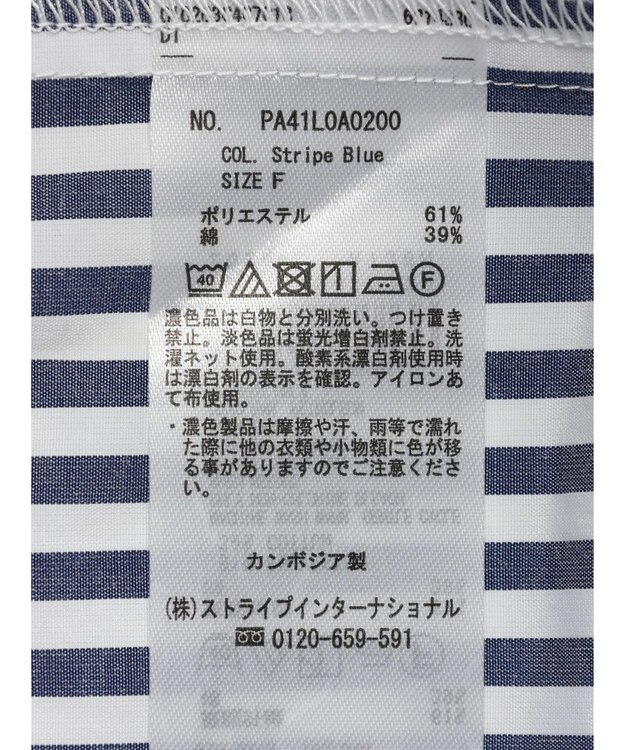 DT
NO. PA41L0A0200
COL. Stripe Blue
SIZE F
ポリエステル 61%
綿 39%
40 F
濃色品は白物と分別洗い。つけ置き
禁止。淡色品は蛍光増白剤禁止。洗
濯ネット使用。酸素系漂白剤使用時
は漂白剤の表示を確認。アイロンあ
て布使用。
・濃色製品は摩擦や汗、雨等で濡れ
た際に他の衣類や小物類に色が移
る事がありますのでご注意くださ
い。
カンボジア製
(株)ストライプインターナショナル
0120-659-591